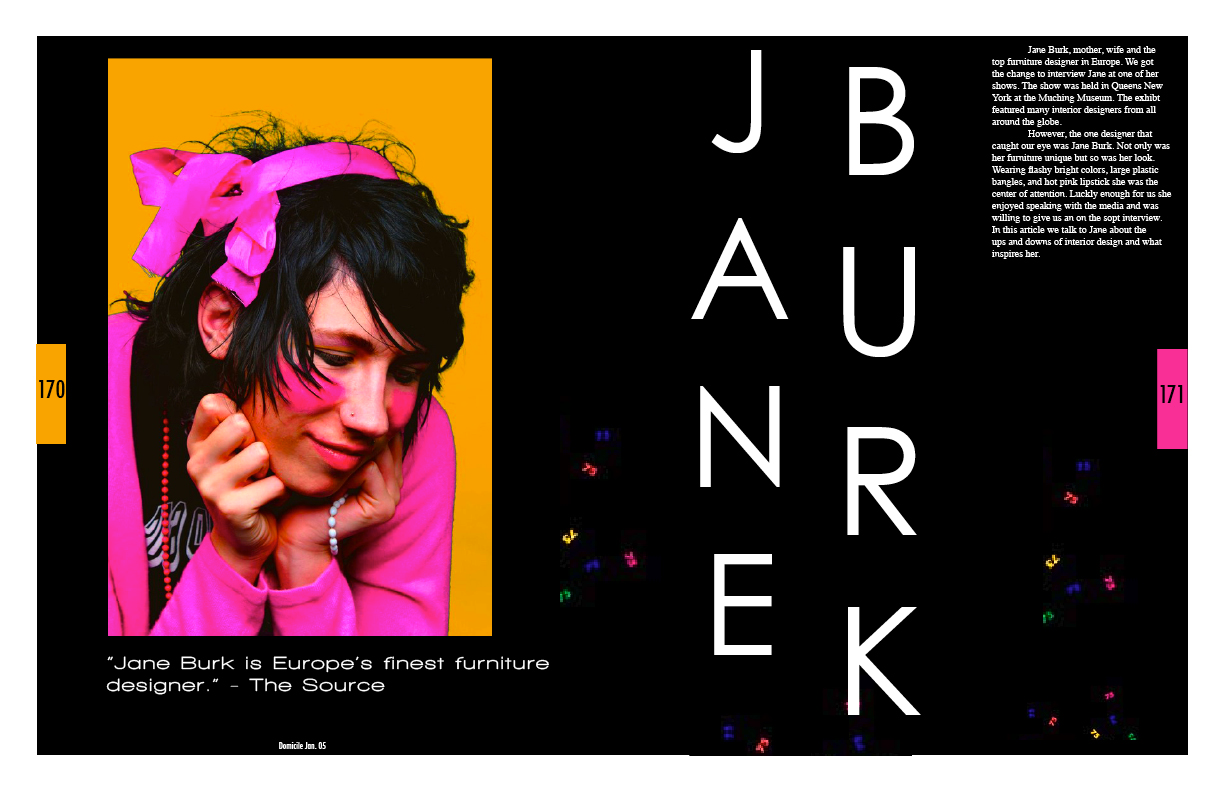 170
"Jane Burk is Europe's finest furniture
designer." - The Source
Domicile Jan. 05
JANE
BURK
Jane Burk, mother, wife and the
top furniture designer in Europe. We got
the change to interview Jane at one of her
shows. The show was held in Queens New
York at the Muching Museum. The exhibt
featured many interior designers from all
around the globe.
However, the one designer that
caught our eye was Jane Burk. Not only was
her furniture unique but so was her look.
Wearing flashy bright colors, large plastic
bangles, and hot pink lipstick she was the
center of attention. Luckly enough for us she
enjoyed speaking with the media and was
willing to give us an on the sopt interview.
In this article we talk to Jane about the
ups and downs of interior design and what
inspires her.
171